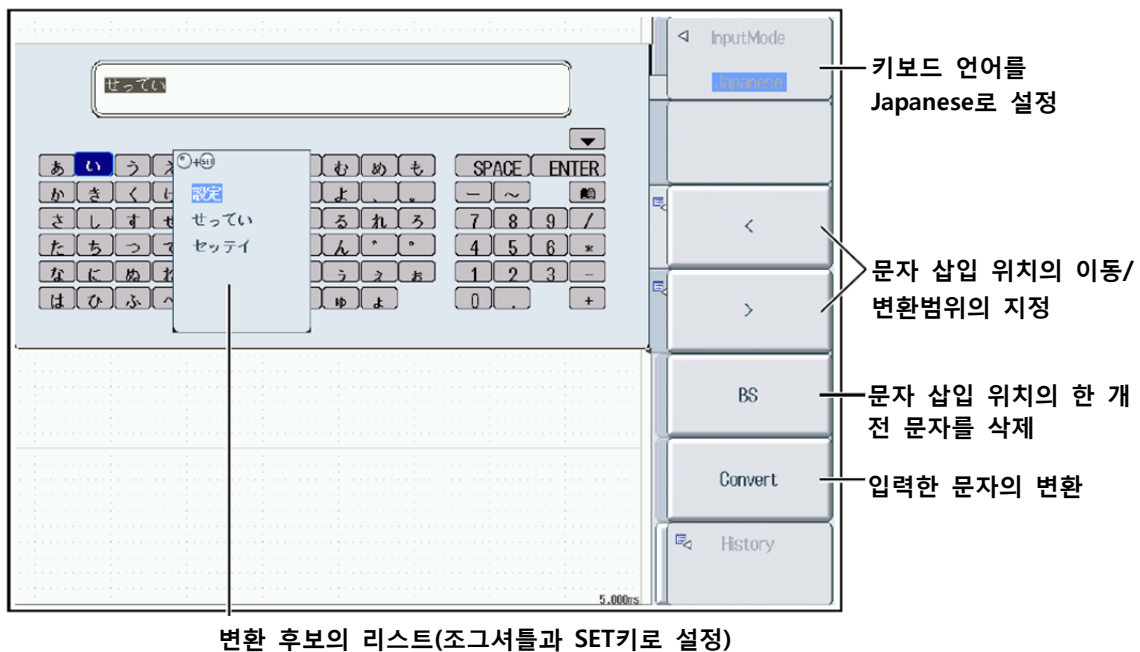 InputMode
Japanese
키보드 언어를
Japanese로 설정
せってい
あ い う む め も SPACE ENTER
か き く よ 、 。 － ～
さ し す る れ ろ 7 8 9 /
た ち つ ん ゛ ゜ 4 5 6 *
な に ぬ ぅ ぇ ぉ 1 2 3 -
は ひ ふ ゅ ょ 0 . +
+SET
設定
せってい
セッテイ
<
>
문자 삽입 위치의 이동/
변환범위의 지정
BS
문자 삽입 위치의 한 개
전 문자를 삭제
Convert
입력한 문자의 변환
History
5.000ms
변환 후보의 리스트(조그셔틀과 SET키로 설정)